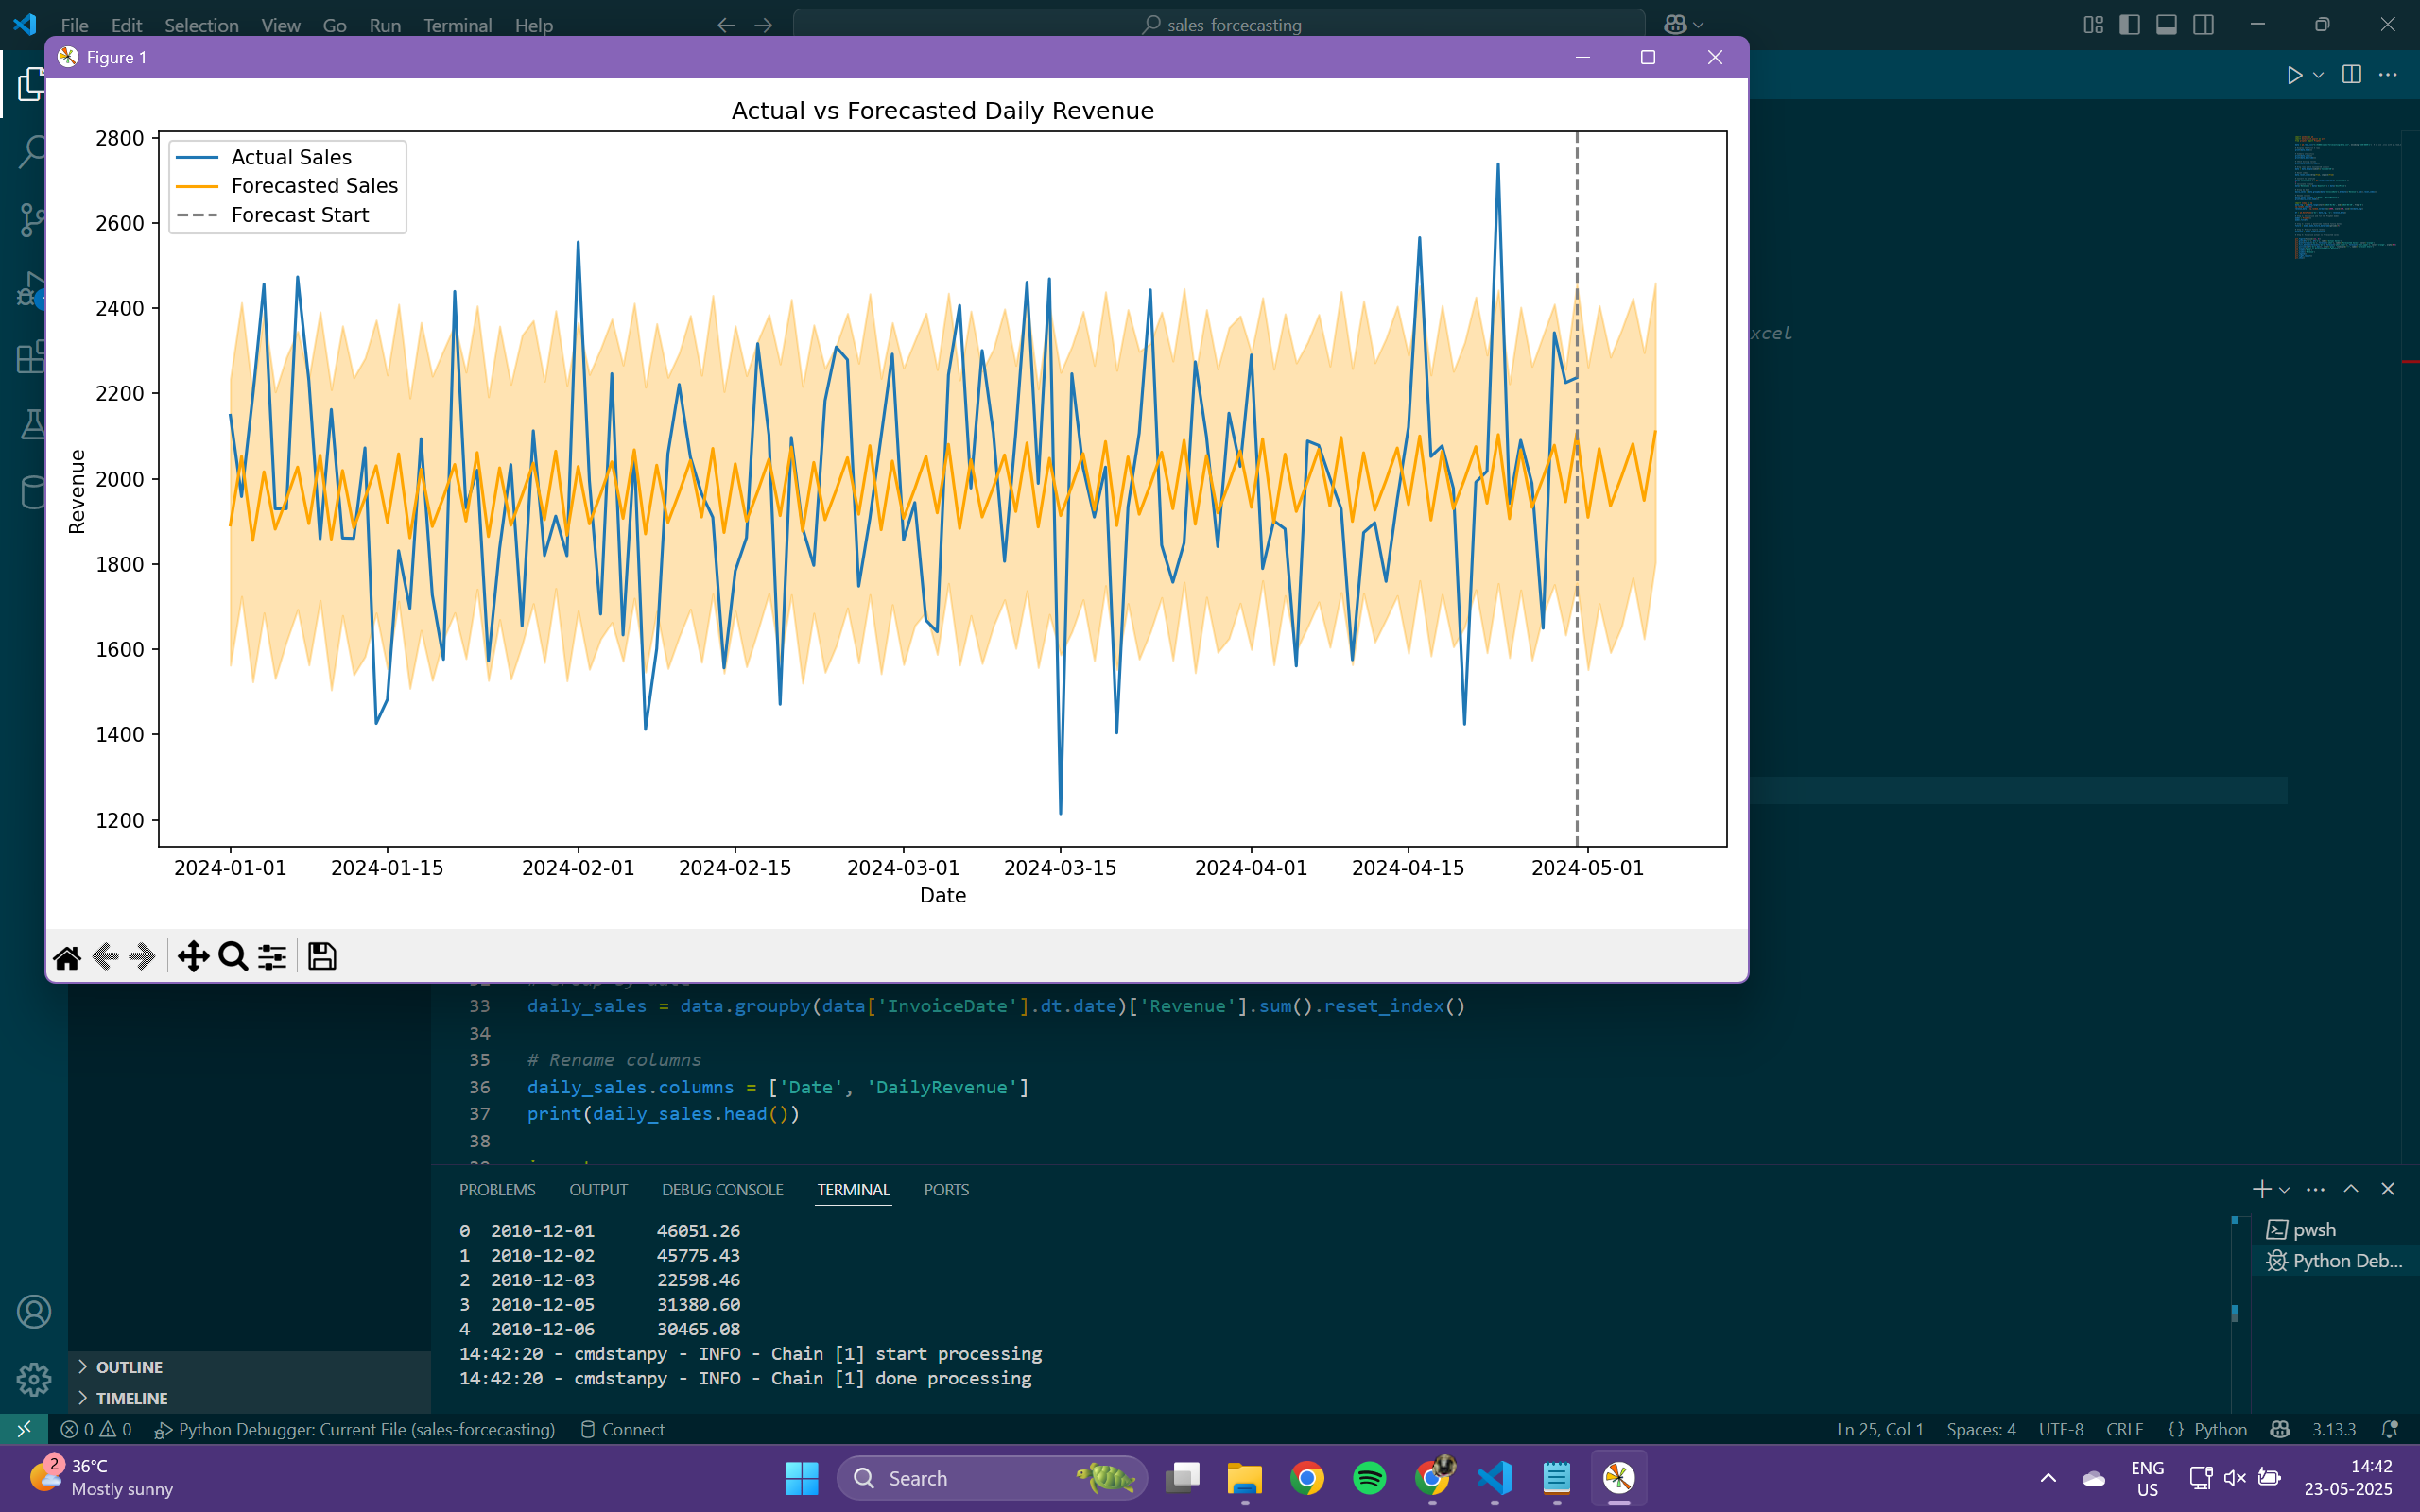 File Edit Selection View Go Run Terminal Help
sales-forcecasting
Figure 1
Actual vs Forecasted Daily Revenue
Actual Sales
Forecasted Sales
Forecast Start
2800
2600
2400
2200
2000
1800
1600
1400
1200
Revenue
2024-01-01 2024-01-15 2024-02-01 2024-02-15 2024-03-01 2024-03-15 2024-04-01 2024-04-15 2024-05-01
Date
xcel
33 daily_sales = data.groupby(data['InvoiceDate'].dt.date)['Revenue'].sum().reset_index()
34
35 # Rename columns
36 daily_sales.columns = ['Date', 'DailyRevenue']
37 print(daily_sales.head())
38
PROBLEMS OUTPUT DEBUG CONSOLE TERMINAL PORTS
0 2010-12-01 46051.26
1 2010-12-02 45775.43
2 2010-12-03 22598.46
3 2010-12-05 31380.60
4 2010-12-06 30465.08
14:42:20 - cmdstanpy - INFO - Chain [1] start processing
14:42:20 - cmdstanpy - INFO - Chain [1] done processing
pwsh
Python Deb...
OUTLINE
TIMELINE
0 0 Python Debugger: Current File (sales-forcecasting) Connect
Ln 25, Col 1 Spaces: 4 UTF-8 CRLF {} Python 3.13.3
2
36°C
Mostly sunny
Search
ENG
US
14:42
23-05-2025